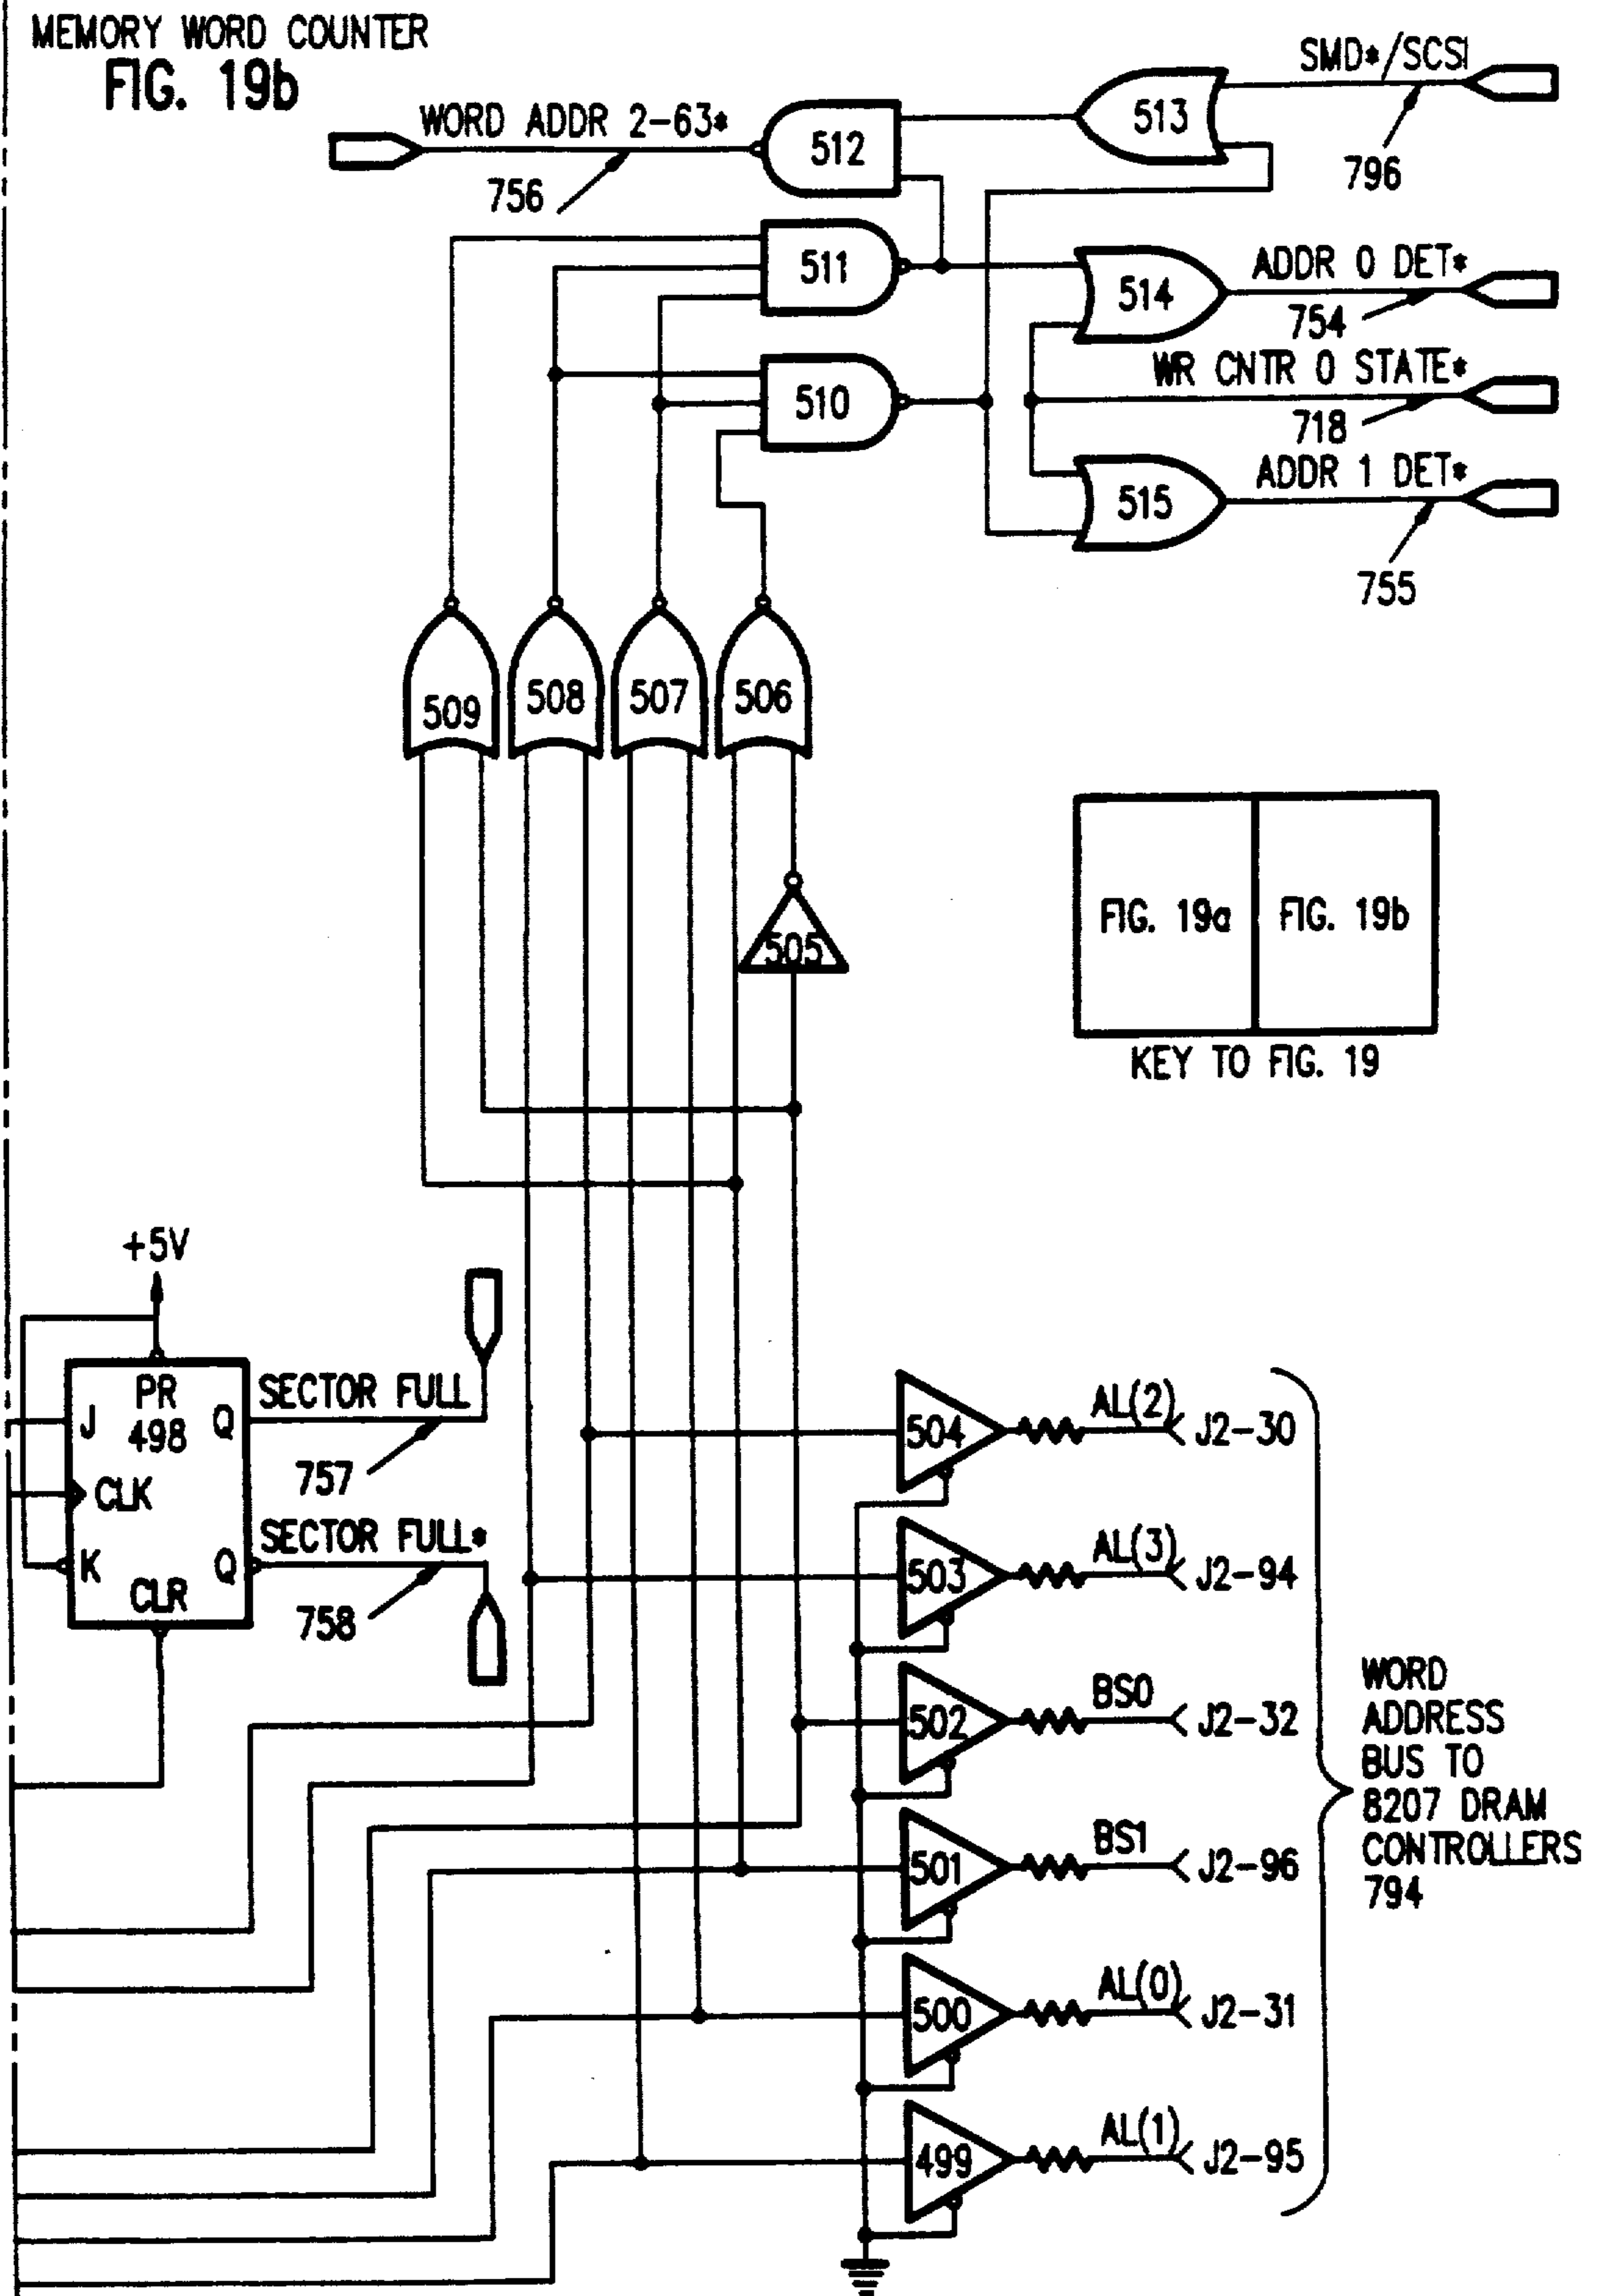 MEMORY WORD COUNTER
FIG. 19b
SMD*/SCSI
796
WORD ADDR 2-63*
756
512
513
511
514
ADDR 0 DET*
754
510
WR CNTR 0 STATE*
718
515
ADDR 1 DET*
755
509
508
507
506
505
FIG. 19a
FIG. 19b
KEY TO FIG. 19
+5V
PR
498
J
Q
CLK
K
Q
CLR
SECTOR FULL
757
SECTOR FULL*
758
504
AL(2)
J2-30
503
AL(3)
J2-94
502
BS0
J2-32
501
BS1
J2-96
500
AL(0)
J2-31
499
AL(1)
J2-95
WORD
ADDRESS
BUS TO
8207 DRAM
CONTROLLERS
794